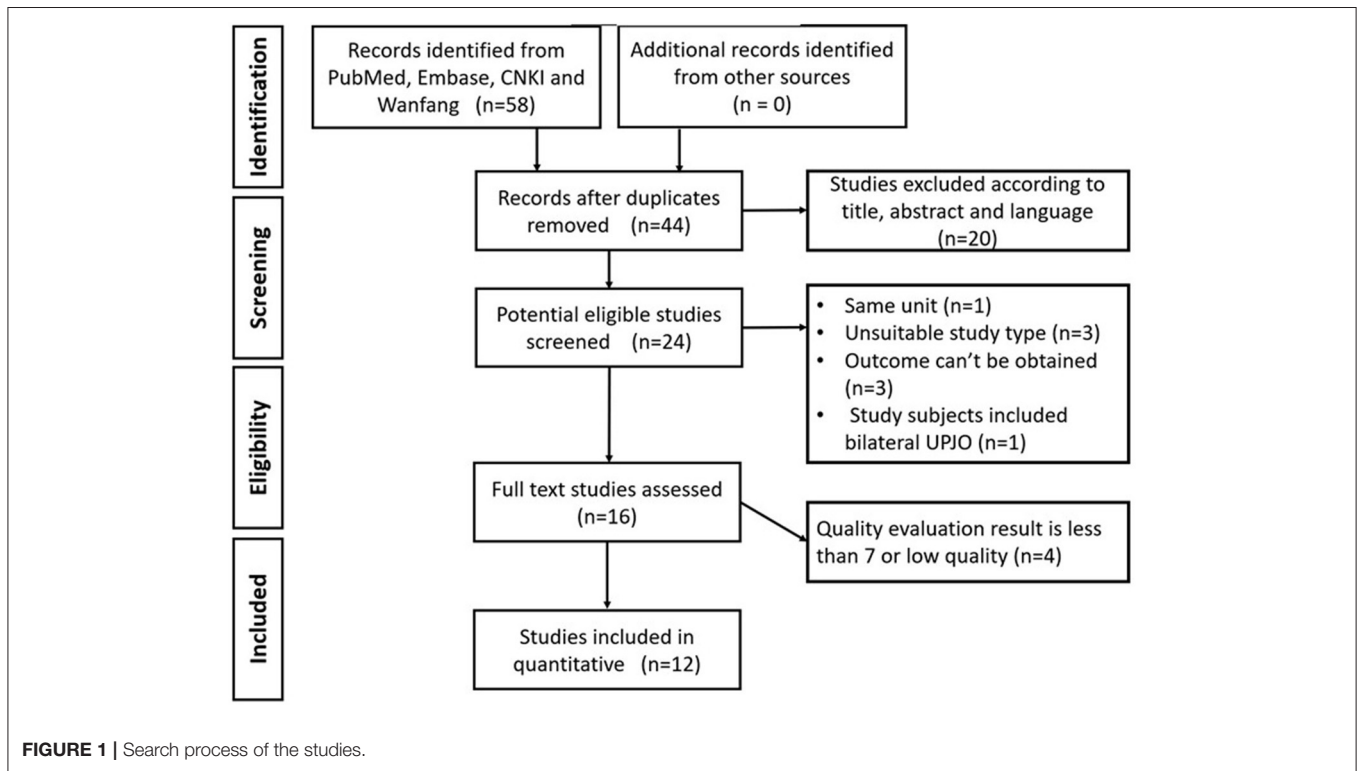 Identification
Records identified from
PubMed, Embase, CNKI and
Wanfang (n=58)
Additional records identified
from other sources
(n = 0)
Records after duplicates
removed (n=44)
Studies excluded according to
title, abstract and language
(n=20)
Screening
Potential eligible studies
screened (n=24)
• Same unit (n=1)
• Unsuitable study type (n=3)
• Outcome can't be obtained
(n=3)
• Study subjects included
bilateral UPJO (n=1)
Eligibility
Full text studies assessed
(n=16)
Quality evaluation result is less
than 7 or low quality (n=4)
Included
Studies included in
quantitative (n=12)
FIGURE 1 | Search process of the studies.